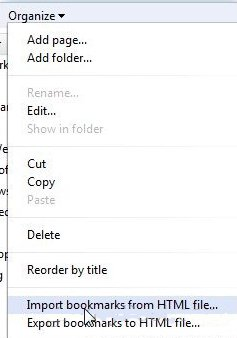 Organize
Add page...
Add folder...
Rename...
Edit...
Show in folder
Cut
Copy
Paste
Delete
Reorder by title
Import bookmarks from HTML file...
Export bookmarks to HTML file...